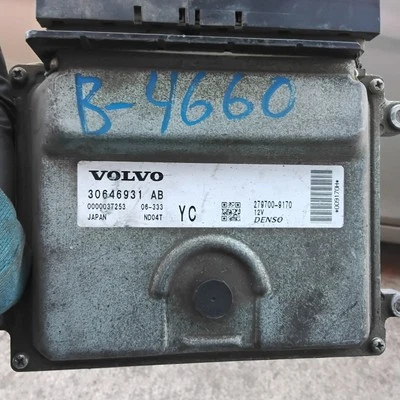 B-4660
VOLVO
30646931 AB
0000037253 06-333
JAPAN ND04T
YC
279700-9170
12V
DENSO